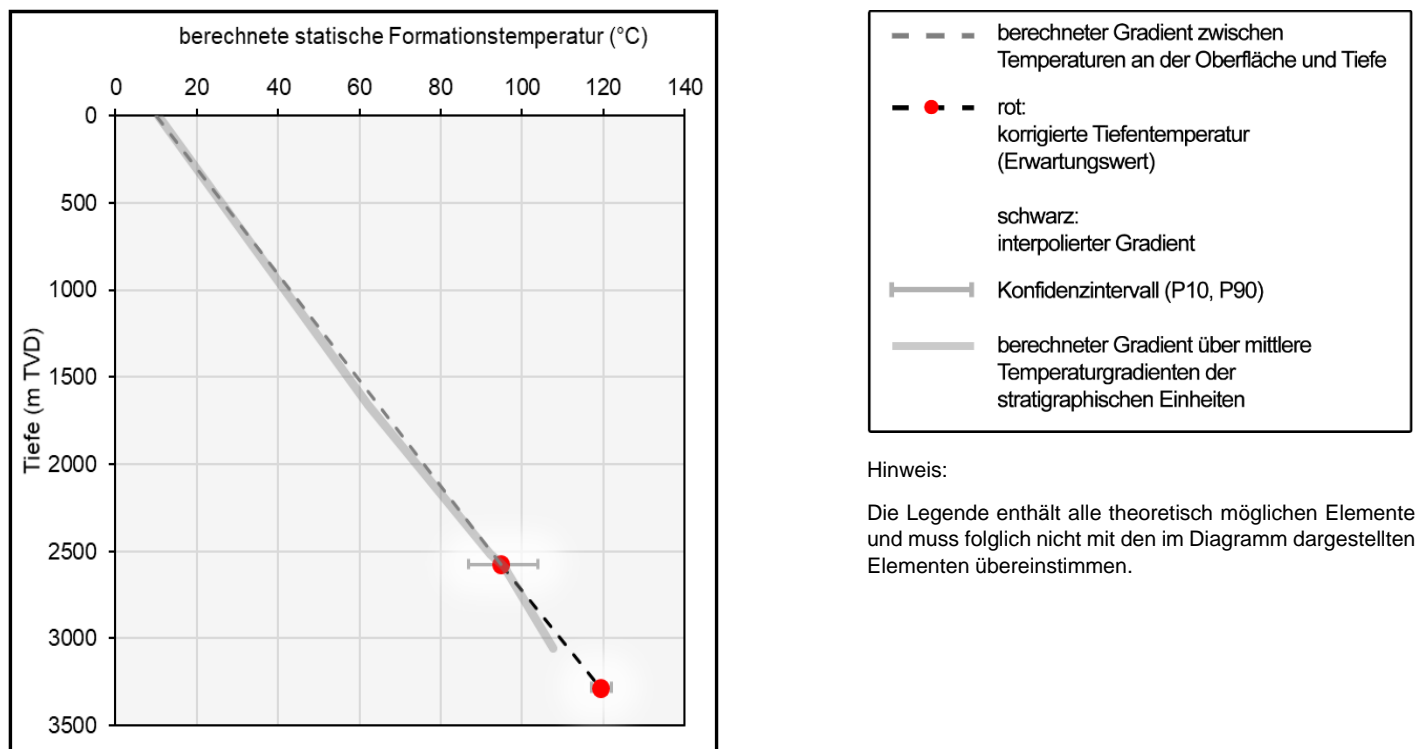 berechnete statische Formationstemperatur (°C)
0 20 40 60 80 100 120 140
0
500
1000
1500
2000
2500
3000
3500
Tiefe (m TVD)
berechneter Gradient zwischen
Temperaturen an der Oberfläche und Tiefe
rot:
korrigierte Tiefentemperatur
(Erwartungswert)
schwarz:
interpolierter Gradient
Konfidenzintervall (P10, P90)
berechneter Gradient über mittlere
Temperaturgradienten der
stratigraphischen Einheiten
Hinweis:
Die Legende enthält alle theoretisch möglichen Elemente
und muss folglich nicht mit den im Diagramm dargestellten
Elementen übereinstimmen.